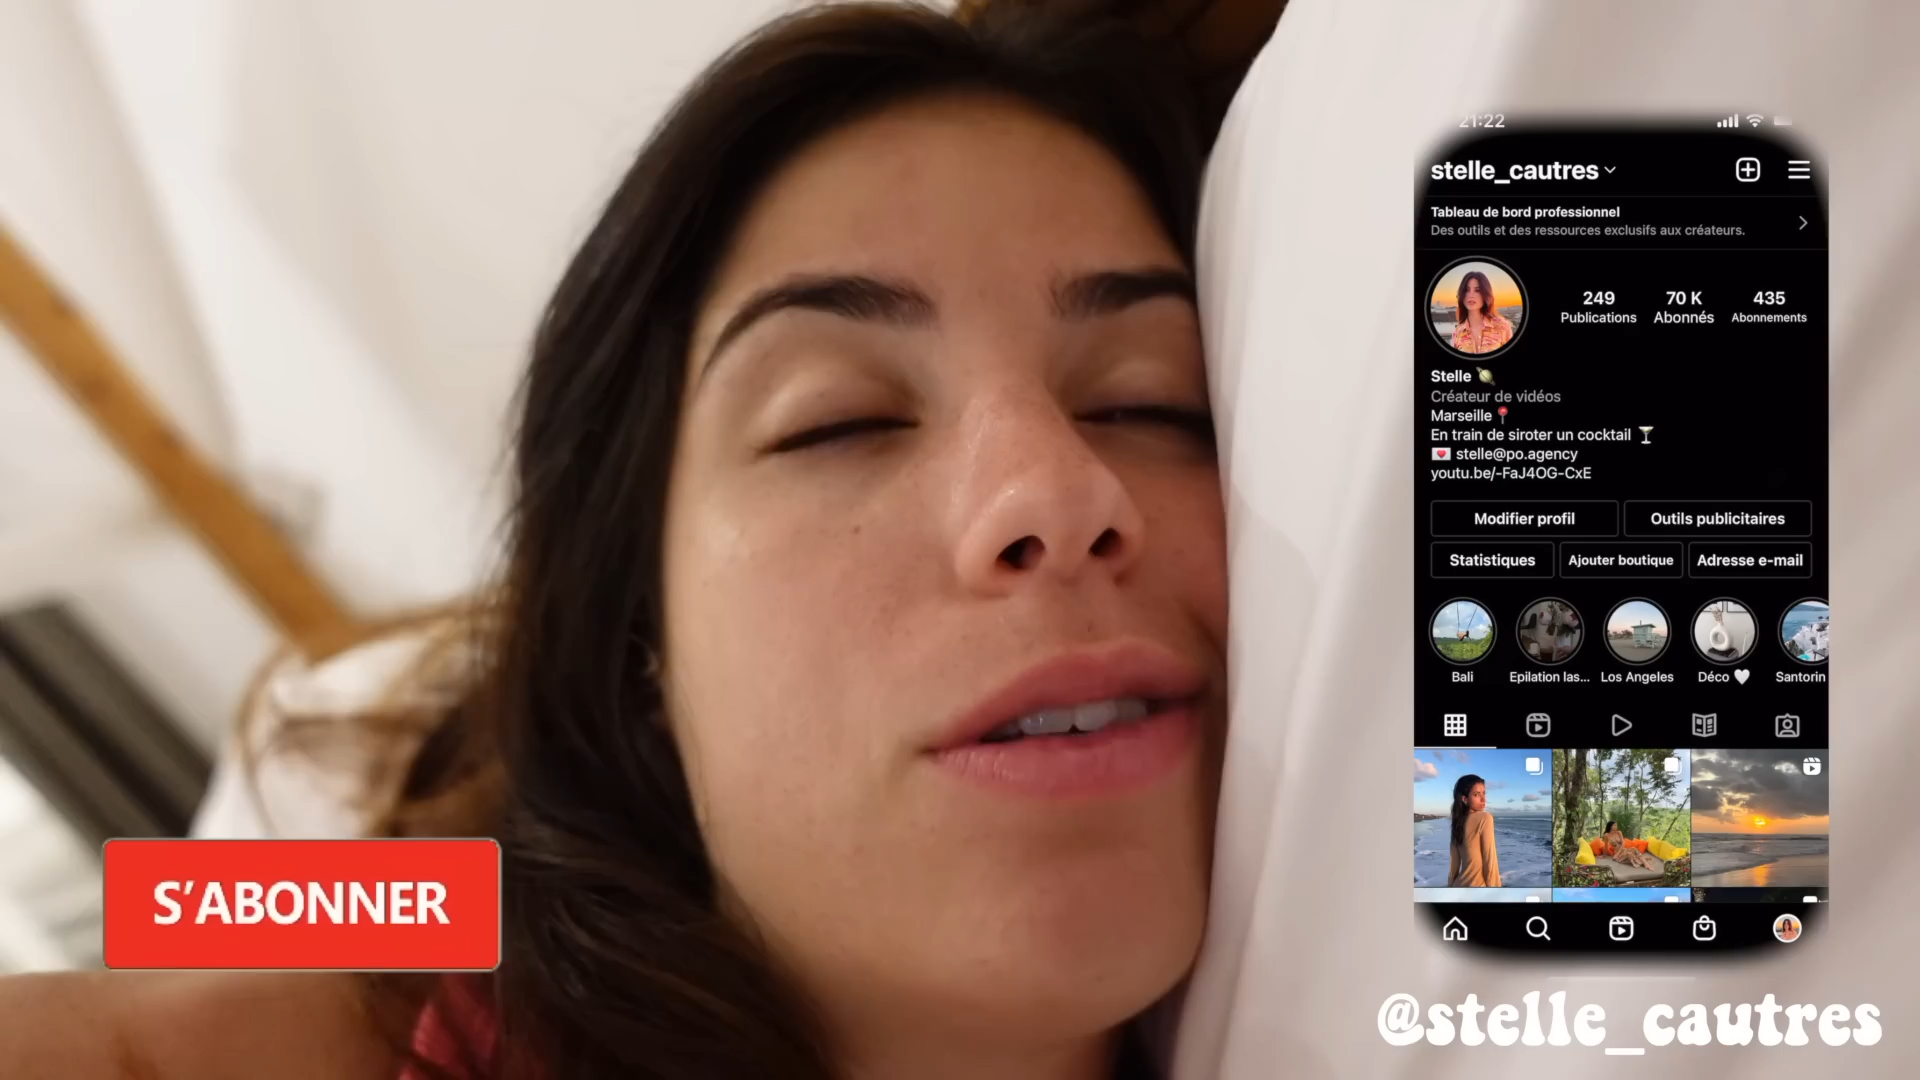 21:22
stelle_cautres
Tableau de bord professionnel
Des outils et des ressources exclusifs aux créateurs.
249 70 K 435
Publications Abonnés Abonnements
Stelle 🪐
Créateur de vidéos
Marseille 📍
En train de siroter un cocktail 🍸
💌 stelle@po.agency
youtu.be/-FaJ4OG-CxE
Modifier profil Outils publicitaires
Statistiques Ajouter boutique Adresse e-mail
Bali Epilation las... Los Angeles Déco 🤍 Santorin
S'ABONNER
@stelle_cautres